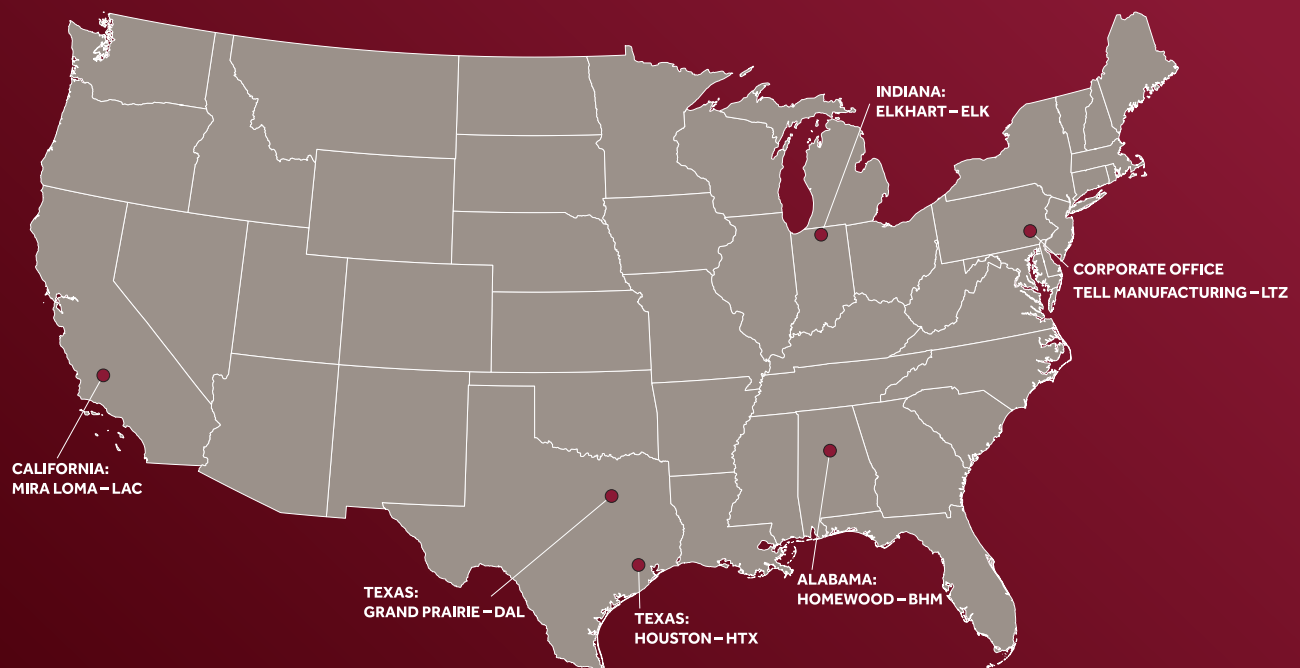 INDIANA:
ELKHART – ELK
CORPORATE OFFICE
TELL MANUFACTURING – LTZ
CALIFORNIA:
MIRA LOMA – LAC
TEXAS:
GRAND PRAIRIE – DAL
TEXAS:
HOUSTON – HTX
ALABAMA:
HOMEWOOD – BHM